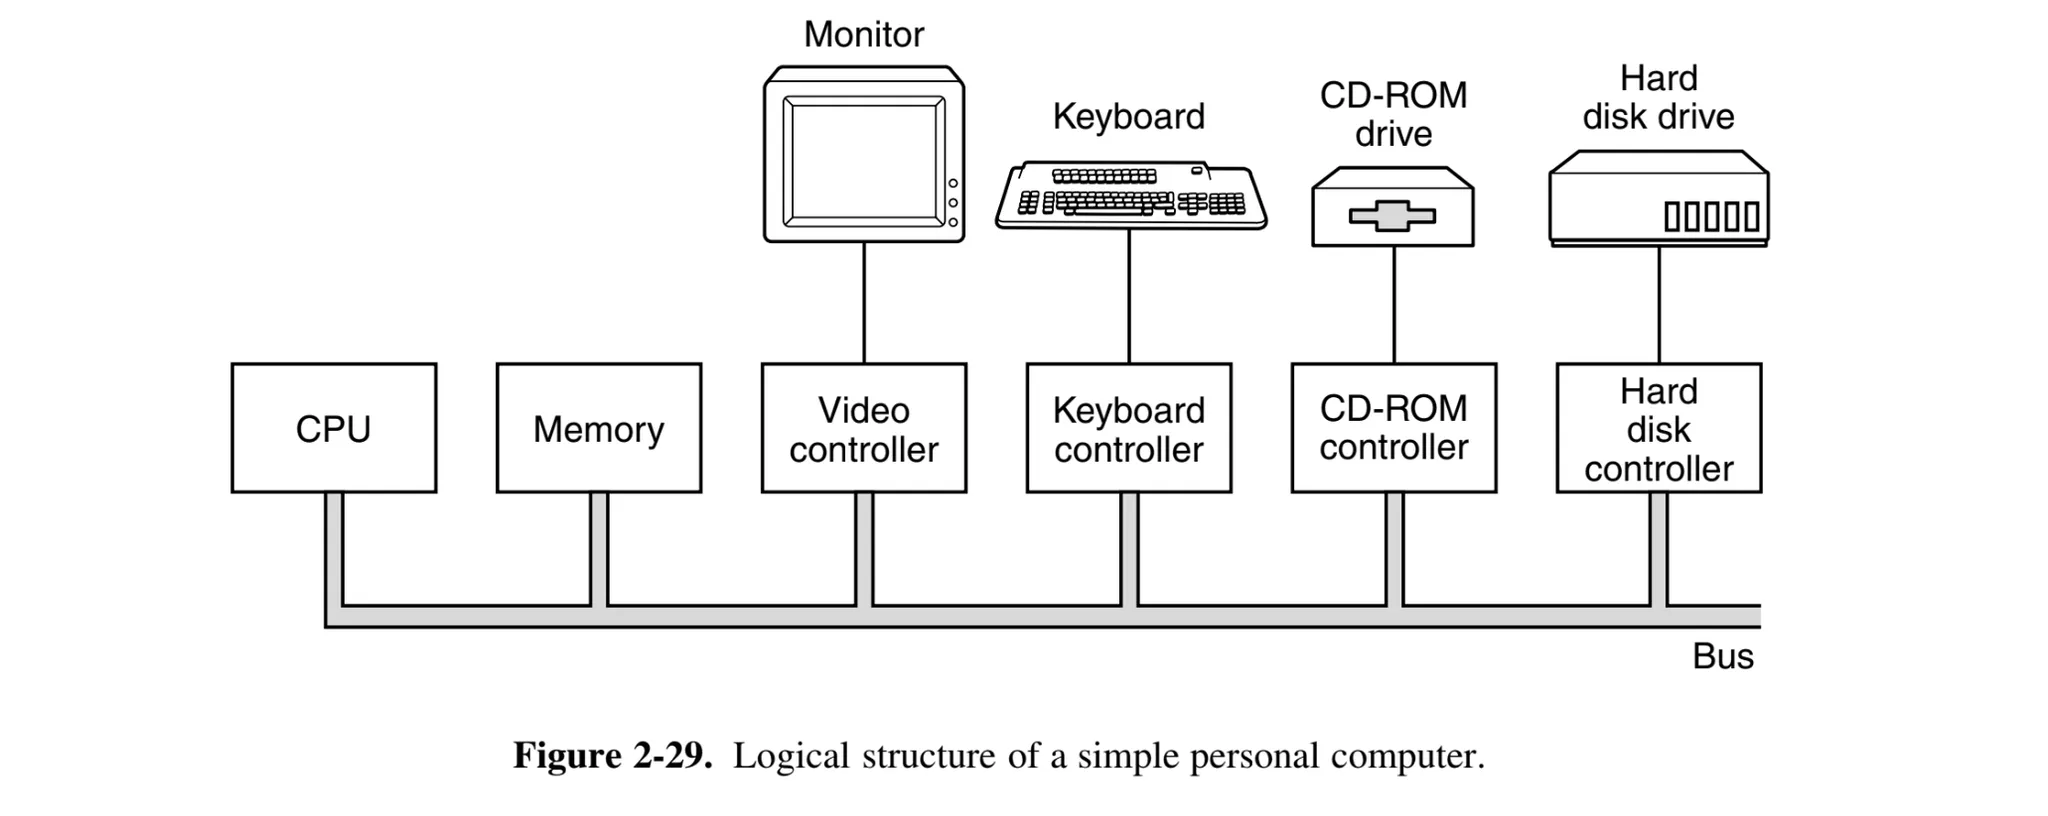 Monitor
Keyboard
CD-ROM
drive
Hard
disk drive
CPU
Memory
Video
controller
Keyboard
controller
CD-ROM
controller
Hard
disk
controller
Bus
Figure 2-29. Logical structure of a simple personal computer.